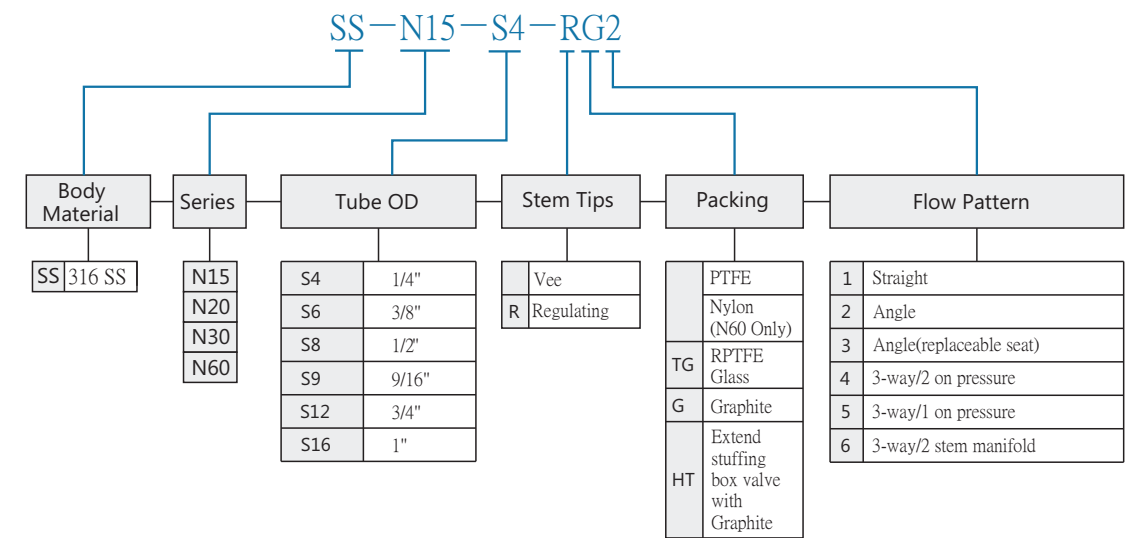 SS—N15—S4—RG2
Body
Material
Series
Tube OD
Stem Tips
Packing
Flow Pattern
SS 316 SS
N15
N20
N30
N60
S4 1/4"
S6 3/8"
S8 1/2"
S9 9/16"
S12 3/4"
S16 1"
Vee
R Regulating
PTFE
Nylon
(N60 Only)
TG RPTFE
Glass
G Graphite
HT Extend
stuffing
box valve
with
Graphite
1 Straight
2 Angle
3 Angle(replaceable seat)
4 3-way/2 on pressure
5 3-way/1 on pressure
6 3-way/2 stem manifold